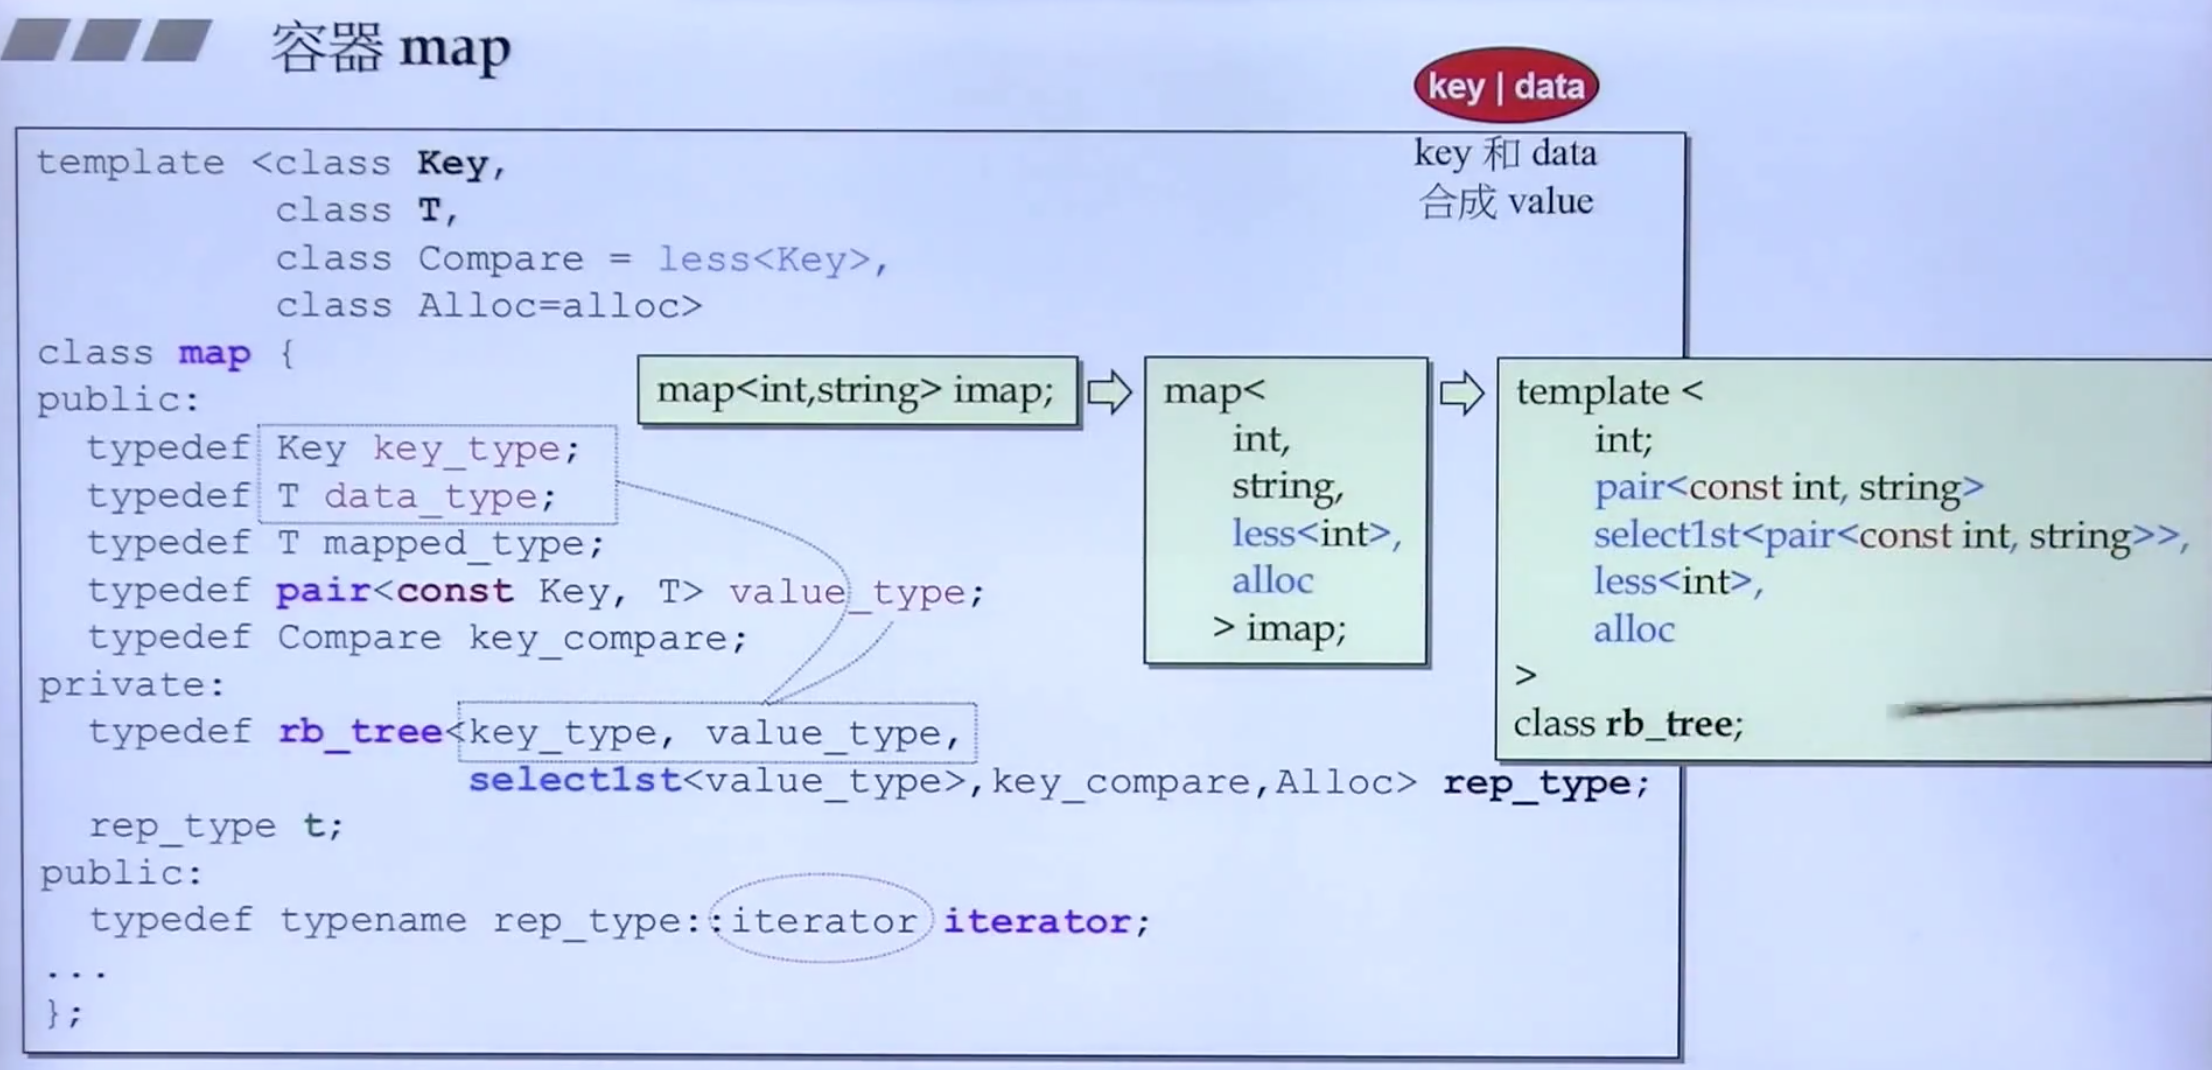 容器 map
key | data
key 和 data
合成 value
template <class Key,
class T,
class Compare = less<Key>,
class Alloc=alloc>
class map {
public:
typedef Key key_type;
typedef T data_type;
typedef T mapped_type;
typedef pair<const Key, T> value_type;
typedef Compare key_compare;
private:
typedef rb_tree<key_type, value_type,
select1st<value_type>,key_compare,Alloc> rep_type;
rep_type t;
public:
typedef typename rep_type::iterator iterator;
...
};
map<int,string> imap;
map<
int,
string,
less<int>,
alloc
> imap;
template <
int;
pair<const int, string>
select1st<pair<const int, string>>,
less<int>,
alloc
>
class rb_tree;